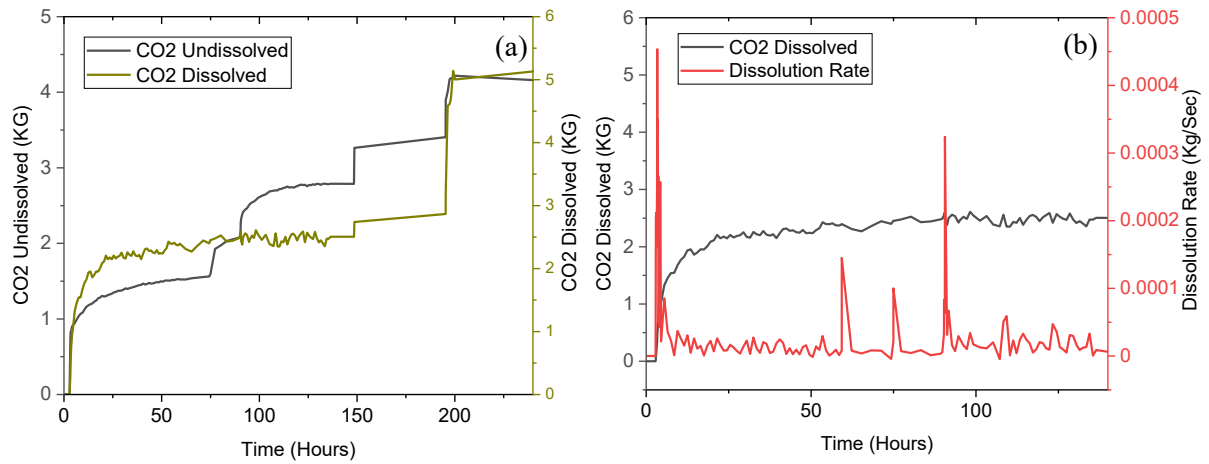 (a)
CO2 Undissolved
CO2 Dissolved
CO2 Undissolved (KG)
5
4
3
2
1
0
0
50
100
150
200
Time (Hours)
6
5
4
3
2
1
0
CO2 Dissolved (KG)
(b)
CO2 Dissolved
Dissolution Rate
CO2 Dissolved (KG)
6
5
4
3
2
1
0
0
50
100
Time (Hours)
0.0005
0.0004
0.0003
0.0002
0.0001
0
Dissolution Rate (Kg/Sec)